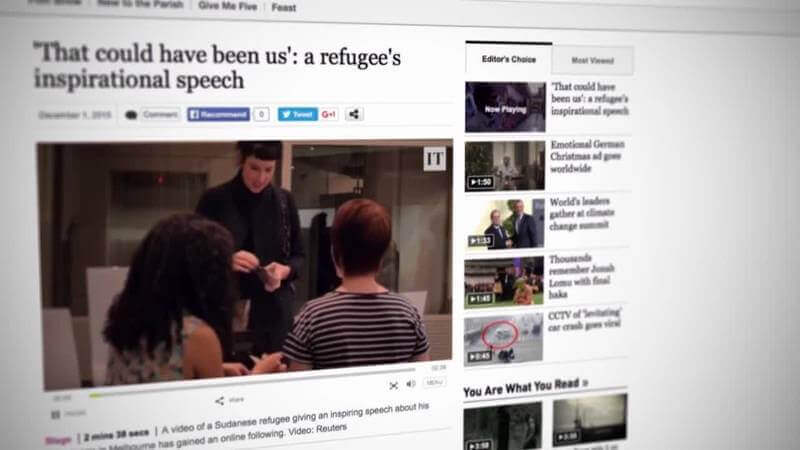 New to the Parish
Give Me Five
Feast
'That could have been us': a refugee's
inspirational speech
December 1, 2015
Comment
Recommend
0
Tweet
G+1
IT
share
MENU
2 mins 38 secs | A video of a Sudanese refugee giving an inspiring speech about his
in Melbourne has gained an online following. Video: Reuters
Editor's Choice
Most Viewed
Now Playing
'That could have
been us': a refugee's
inspirational speech
1:50
Emotional German
Christmas ad goes
worldwide
1:33
World's leaders
gather at climate
change summit
1:45
Thousands
remember Jonah
Lomu with final
haka
0:45
CCTV of 'levitating'
car crash goes viral
You Are What You Read »